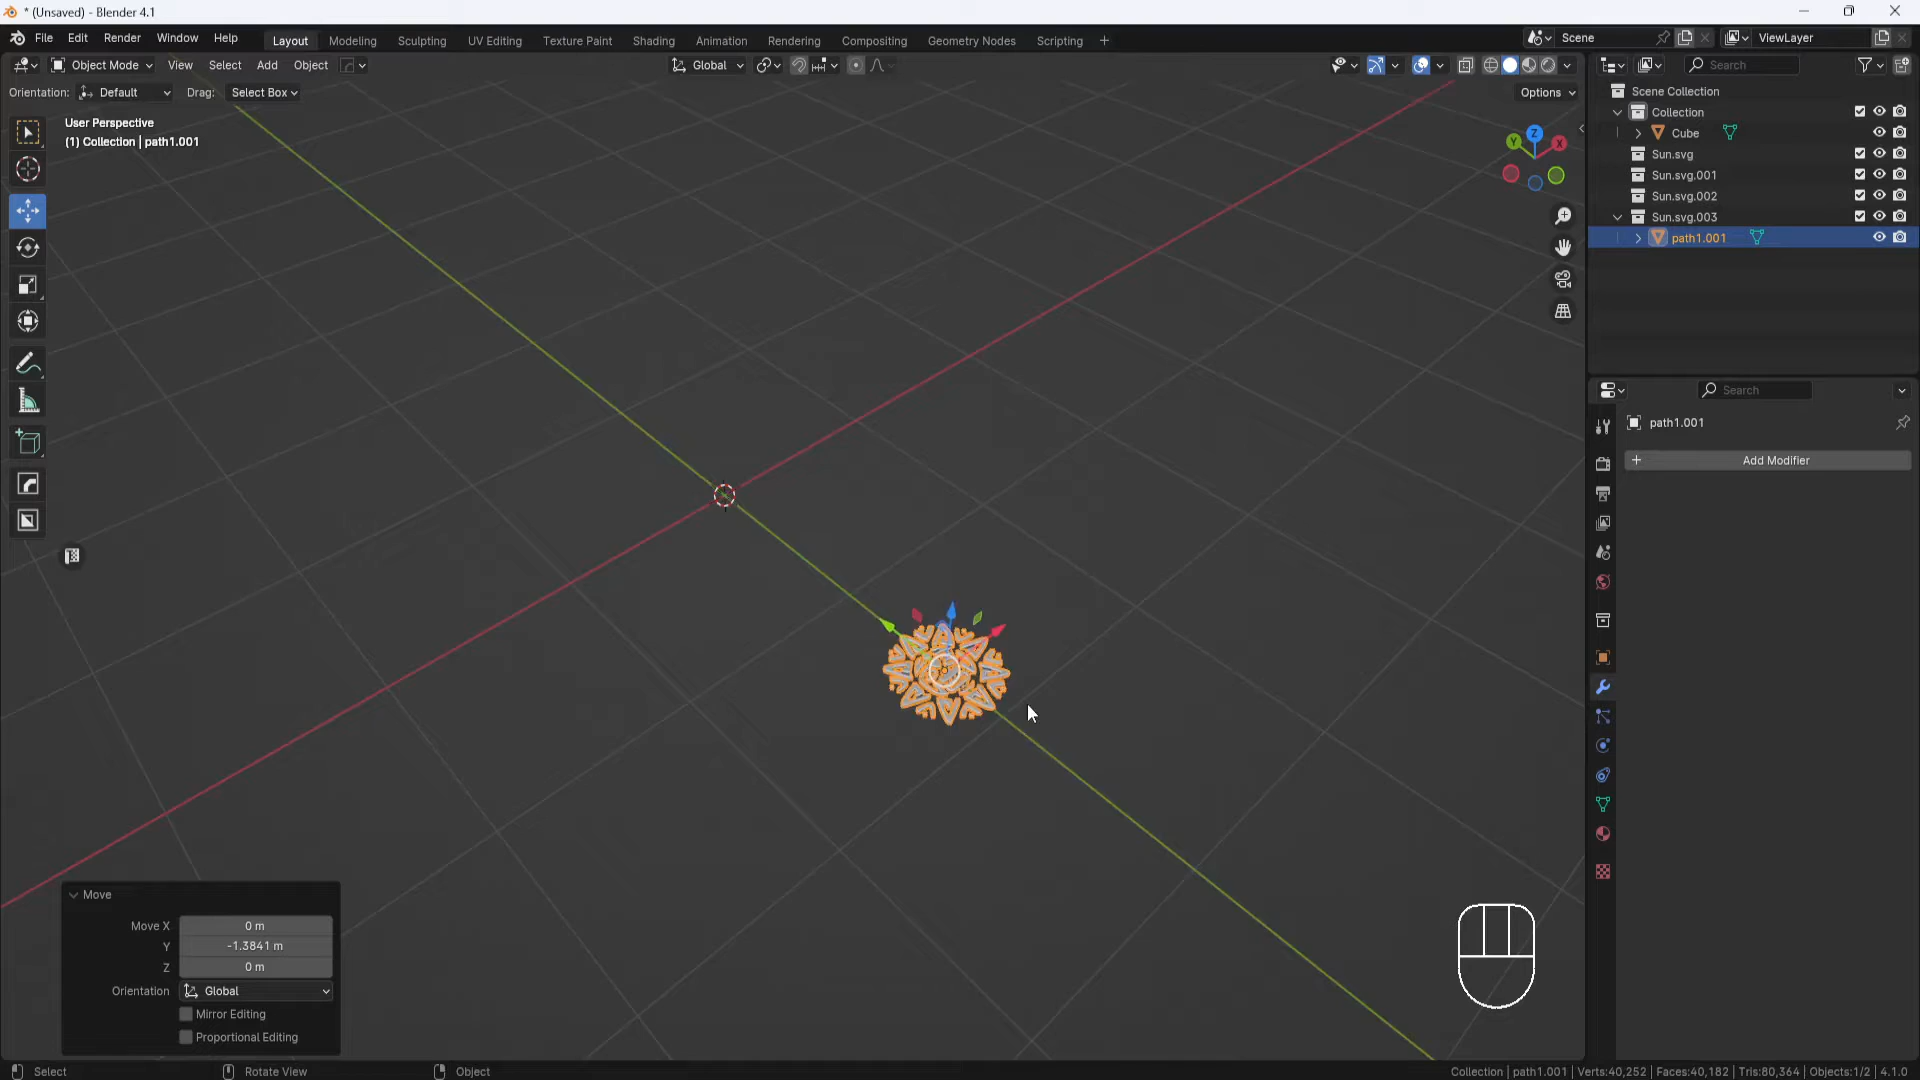 * (Unsaved) - Blender 4.1
File Edit Render Window Help
Layout Modeling Sculpting UV Editing Texture Paint Shading Animation Rendering Compositing Geometry Nodes Scripting +
Scene
ViewLayer
Object Mode View Select Add Object
Global
Search
Orientation: Default Drag: Select Box
Options
User Perspective
(1) Collection | path1.001
Z
Y
X
Scene Collection
Collection
Cube
Sun.svg
Sun.svg.001
Sun.svg.002
Sun.svg.003
path1.001
Search
path1.001
+ Add Modifier
Move
Move X 0 m
Y -1.3841 m
Z 0 m
Orientation Global
Mirror Editing
Proportional Editing
Select Rotate View Object
Collection | path1.001 | Verts:40,252 | Faces:40,182 | Tris:80,364 | Objects:1/2 | 4.1.0